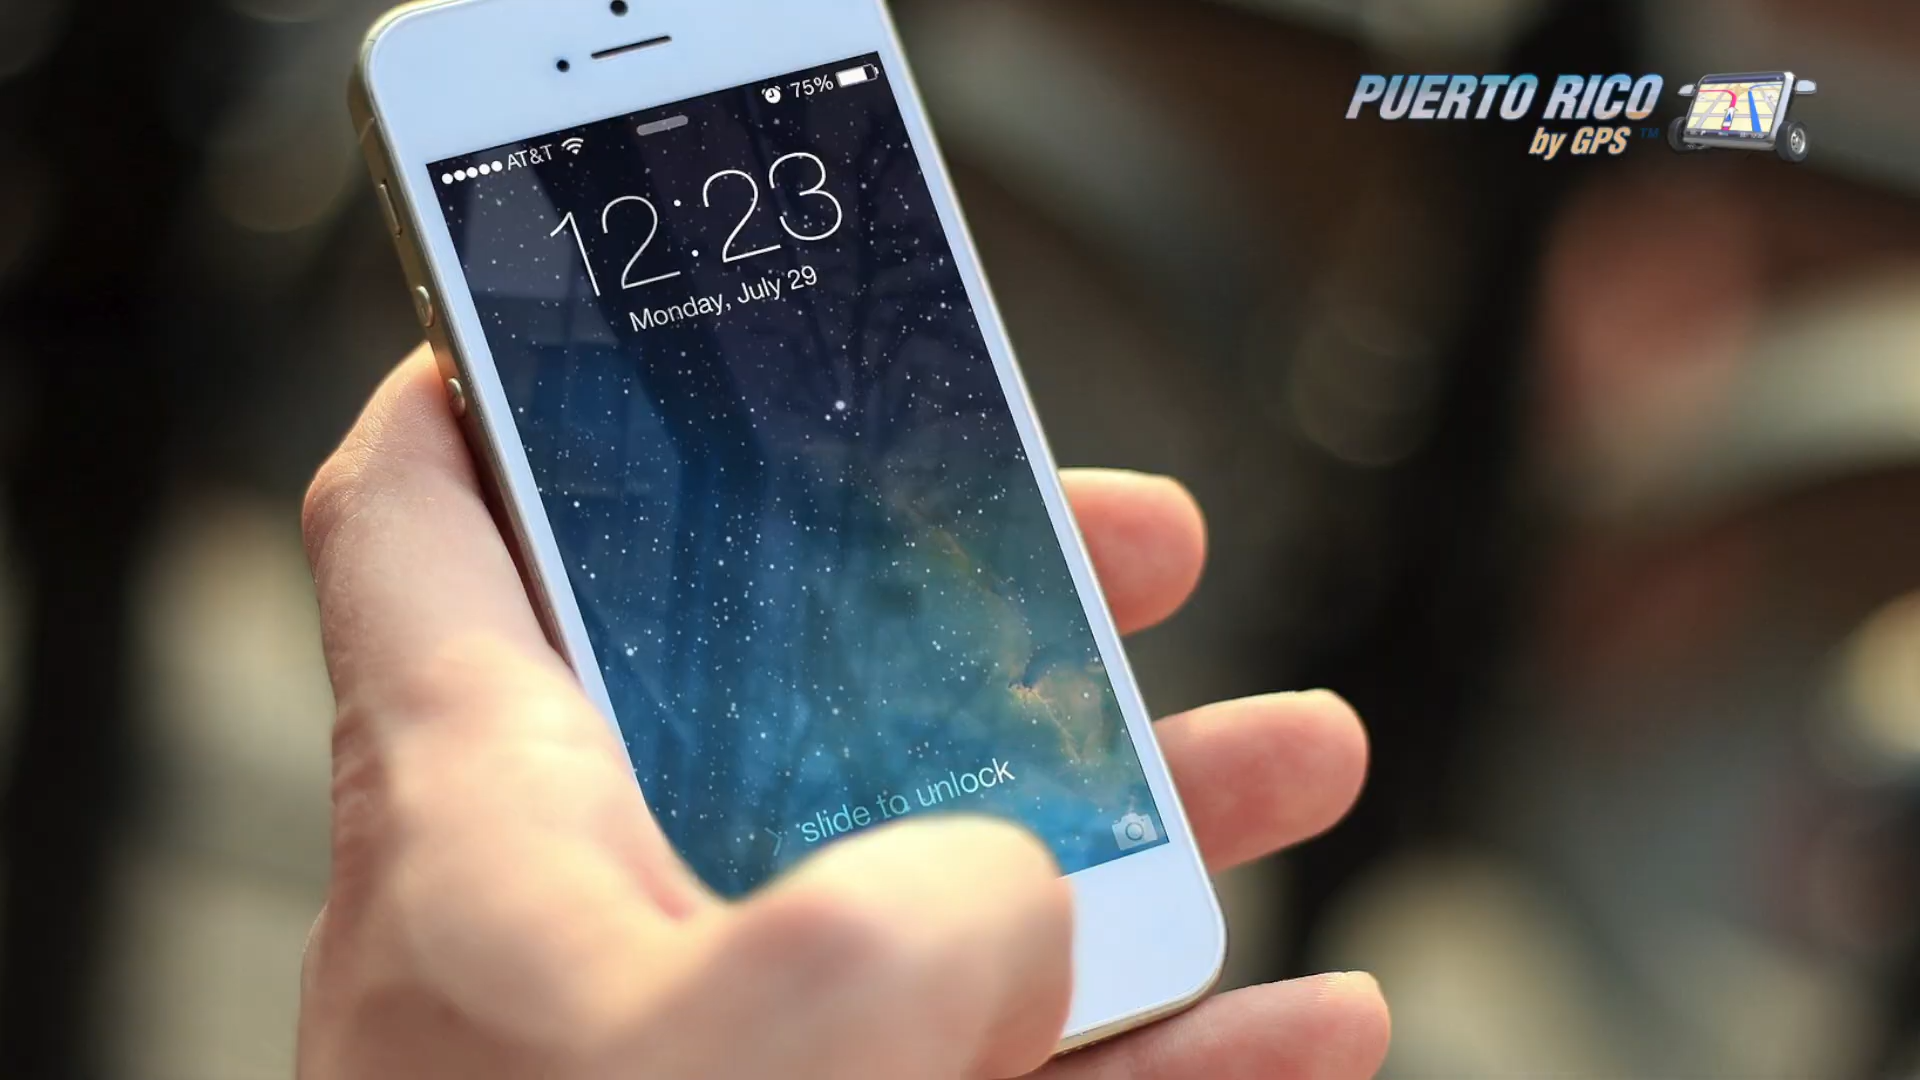 PUERTO RICO
by GPS ™
AT&T
75%
12:23
Monday, July 29
slide to unlock